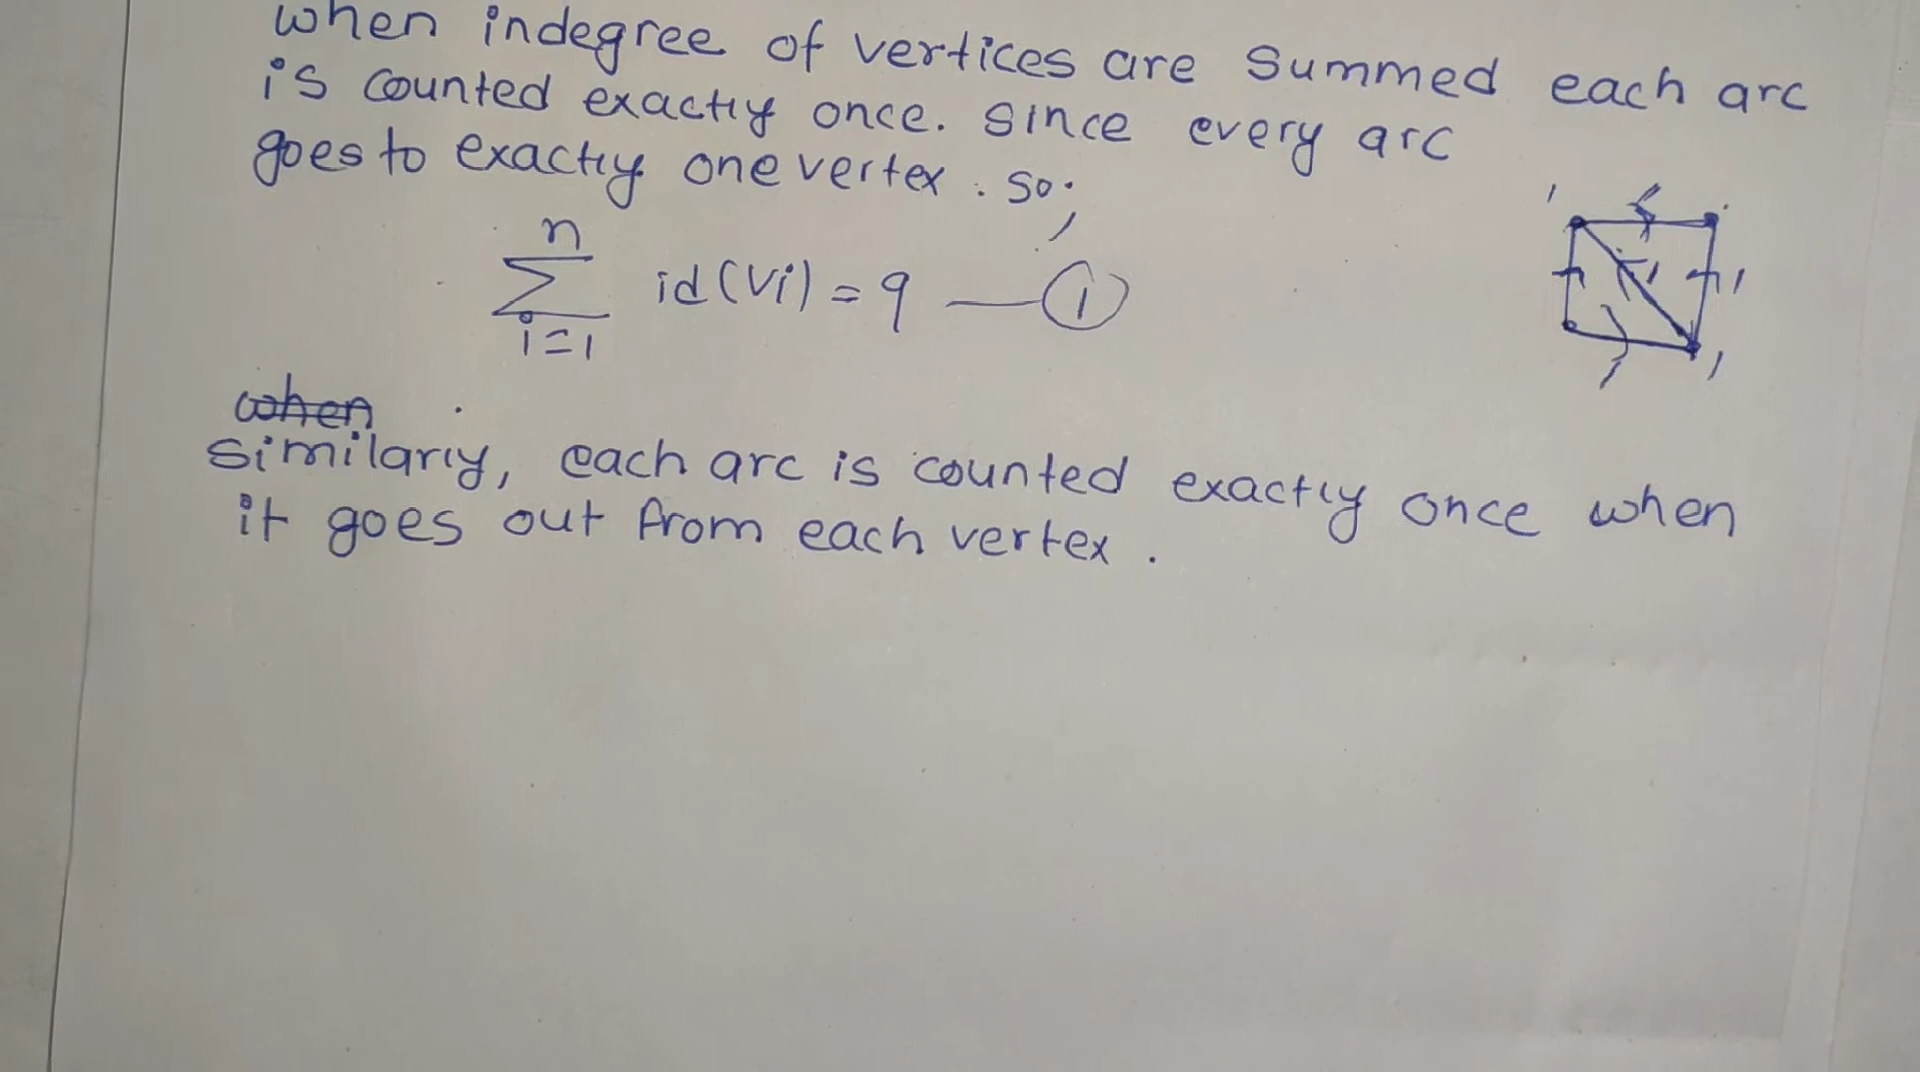 when indegree of vertices are summed each arc
is counted exactly once. since every arc
goes to exactly one vertex. so,
n
∑ id(vi) = q — ①
i=1
when
similarly, each arc is counted exactly once when
it goes out from each vertex.